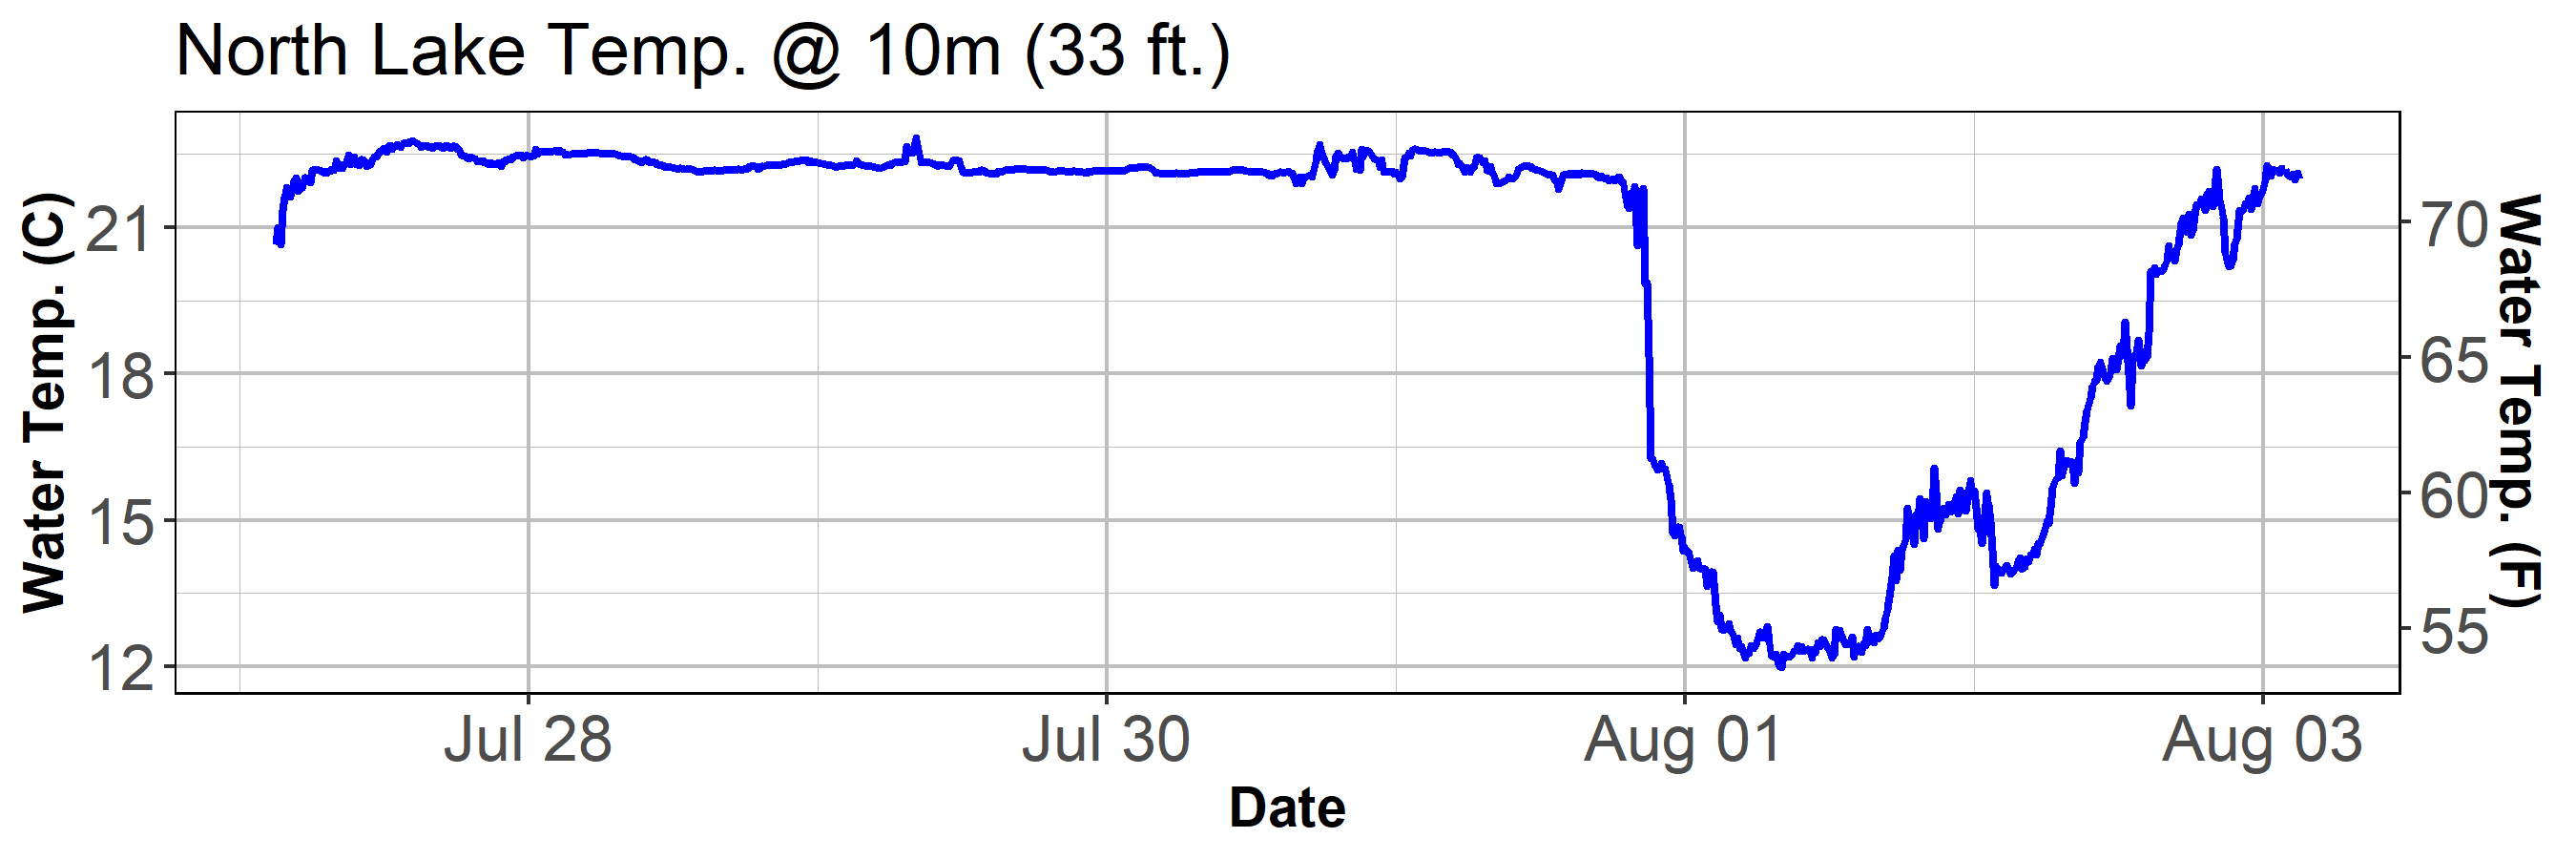 North Lake Temp. @ 10m (33 ft.)
Water Temp. (C)
21
18
15
12
70
65
60
55
Water Temp. (F)
Jul 28
Jul 30
Aug 01
Aug 03
Date